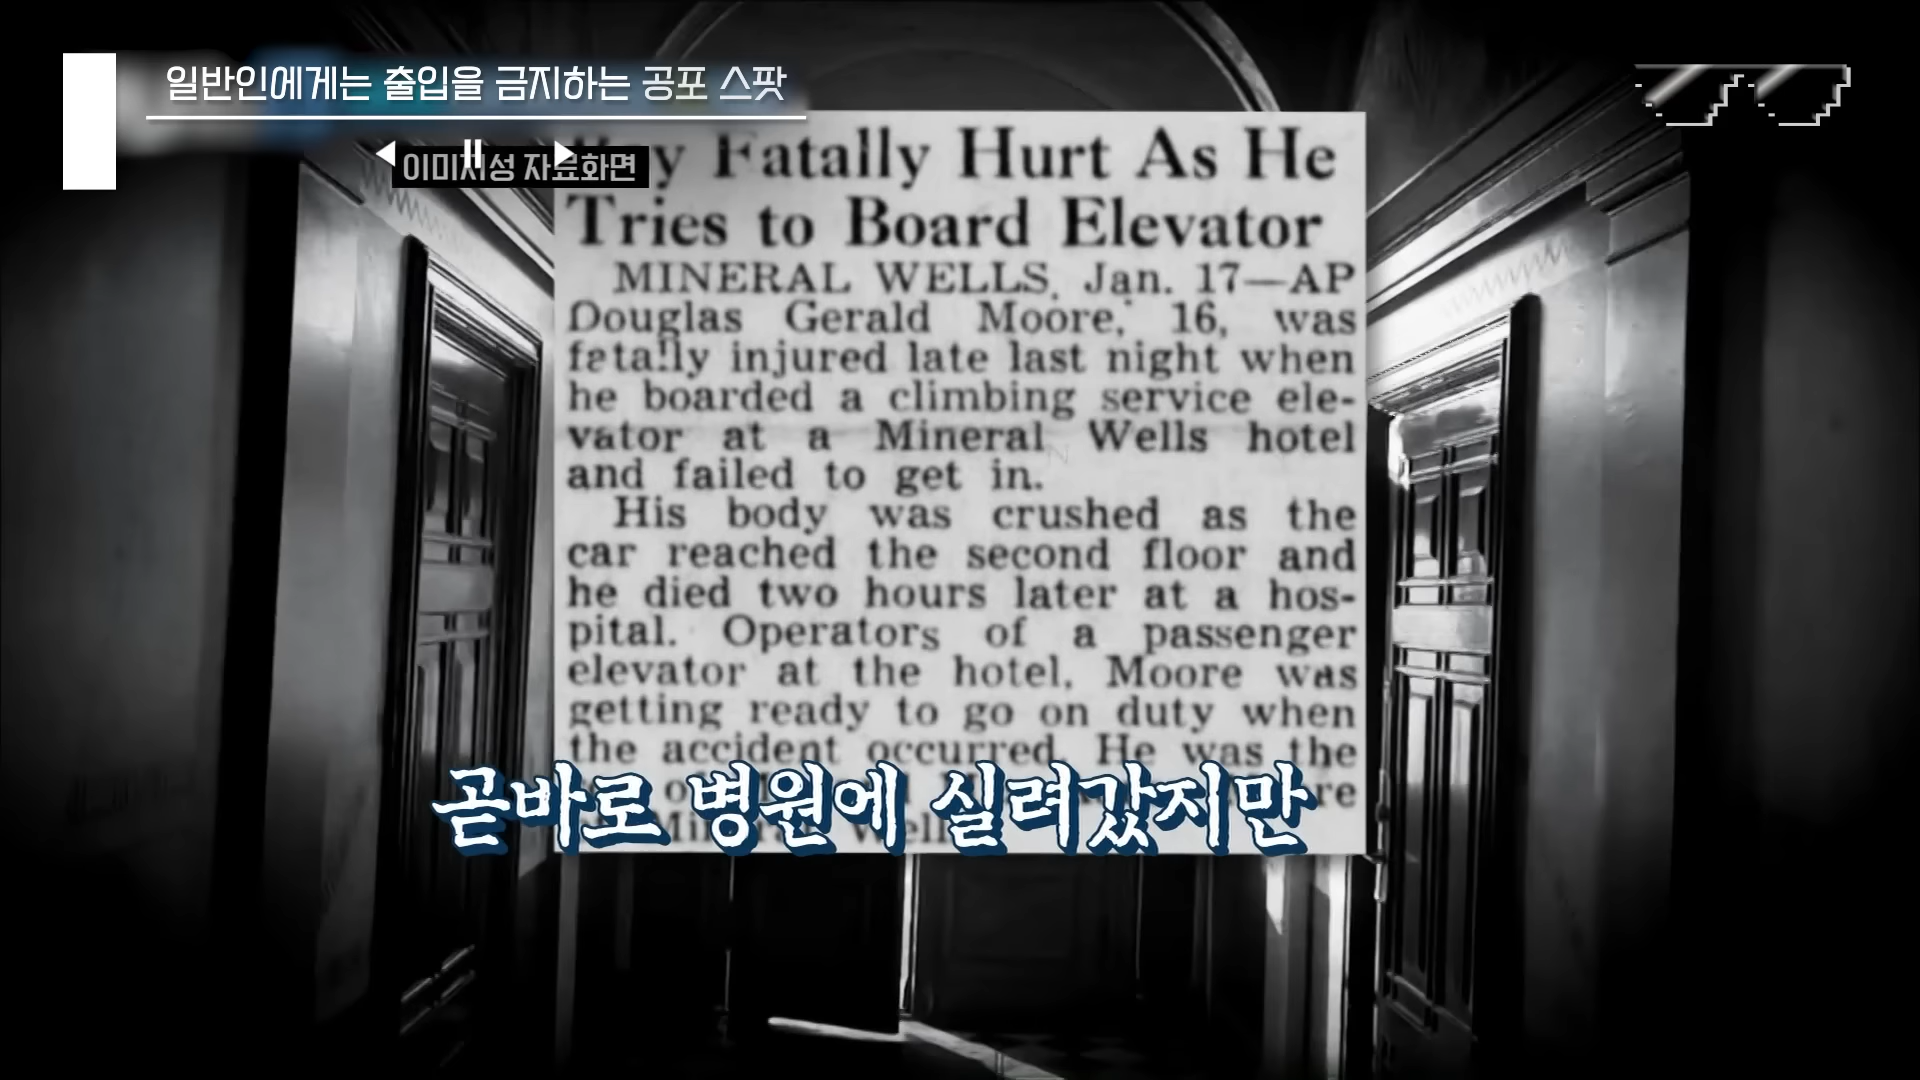 일반인에게는 출입을 금지하는 공포 스팟
이미지성 자료화면
Fatally Hurt As He
Tries to Board Elevator
MINERAL WELLS, Jan. 17—AP
Douglas Gerald Moore, 16, was
fatally injured late last night when
he boarded a climbing service ele-
vator at a Mineral Wells hotel
and failed to get in.
His body was crushed as the
car reached the second floor and
he died two hours later at a hos-
pital. Operators of a passenger
elevator at the hotel, Moore was
getting ready to go on duty when
the accident occurred. He was the
곧바로 병원에 실려갔지만